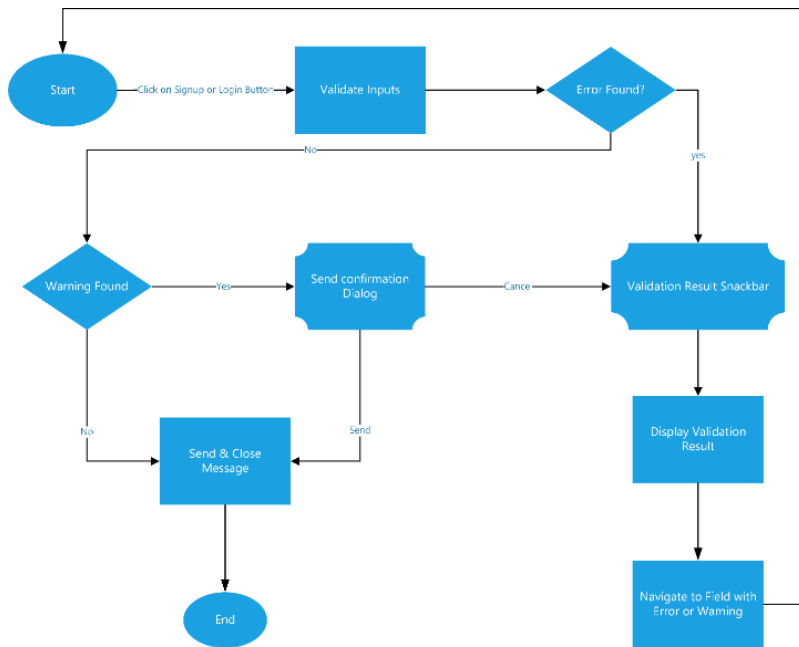 Start
Click on Signup or Login Button
Validate Inputs
Error Found?
No
yes
Warning Found
Yes
Send confirmation
Dialog
Cance
Validation Result Snackbar
No
Send
Send & Close
Message
Display Validation
Result
End
Navigate to Field with
Error or Warning